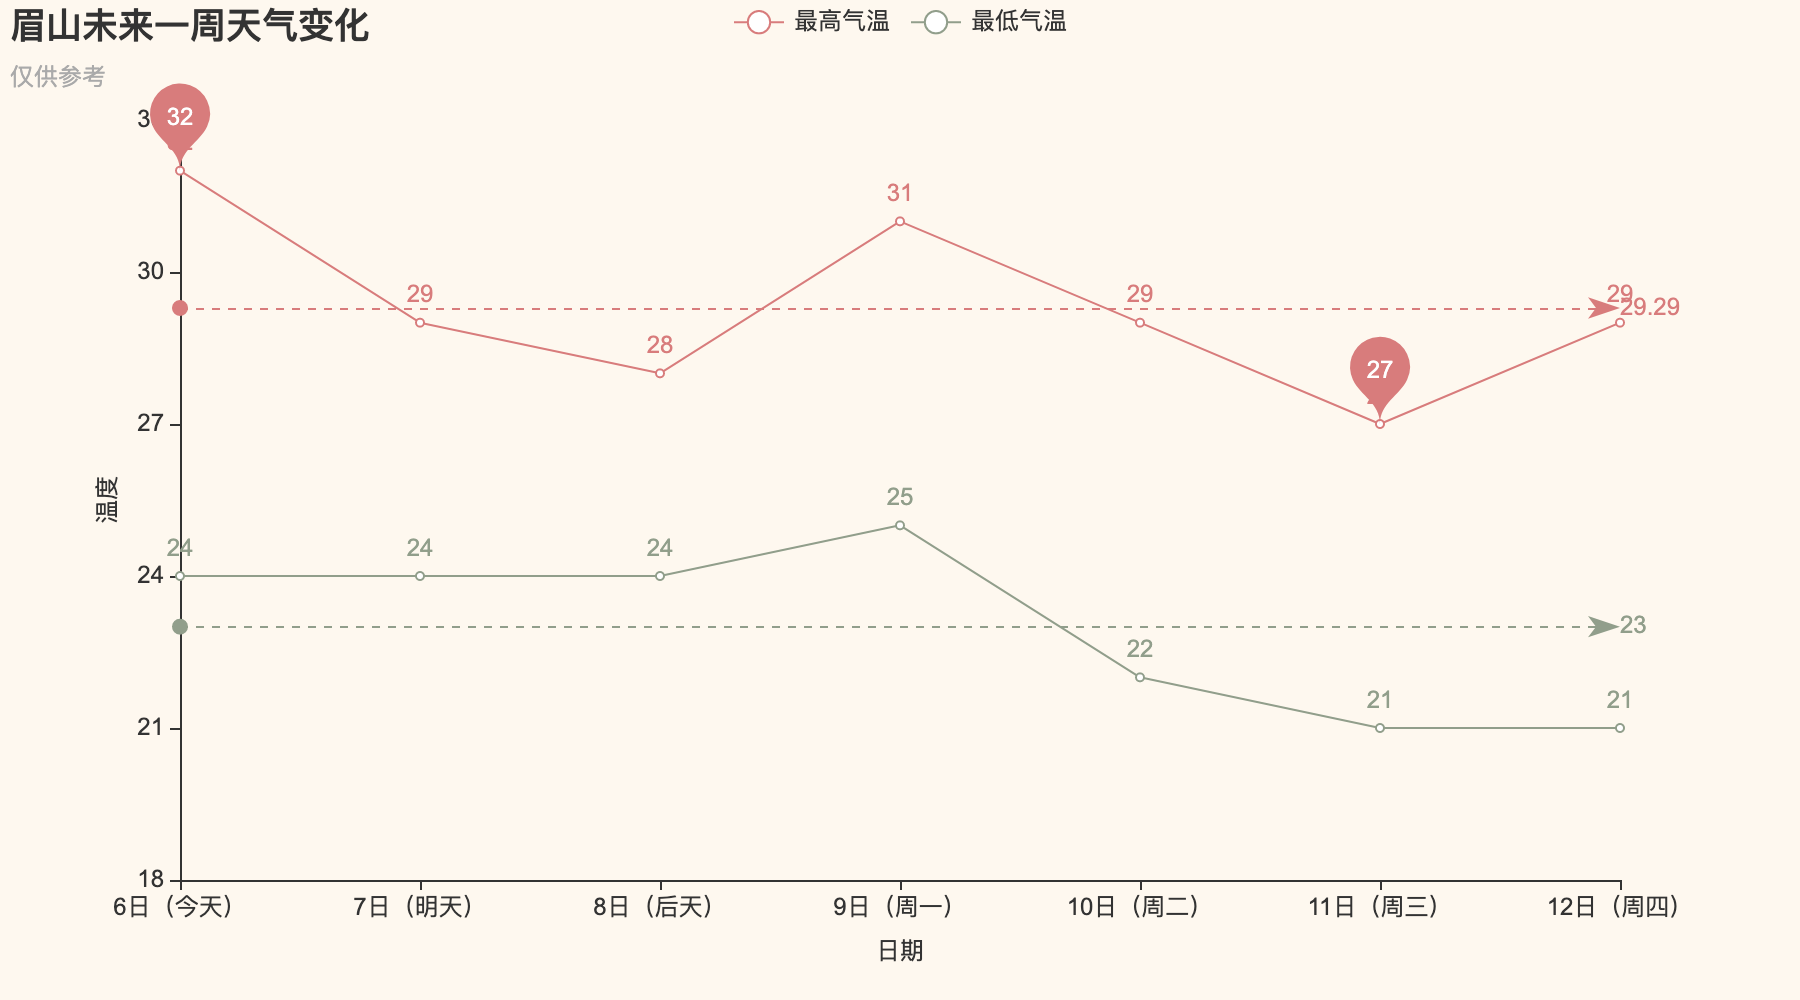 眉山未来一周天气变化
仅供参考
最高气温
最低气温
32
29
28
31
29
27
29
29.29
24
24
24
25
22
21
21
23
30
27
24
21
18
温度
6日（今天）
7日（明天）
8日（后天）
9日（周一）
10日（周二）
11日（周三）
12日（周四）
日期